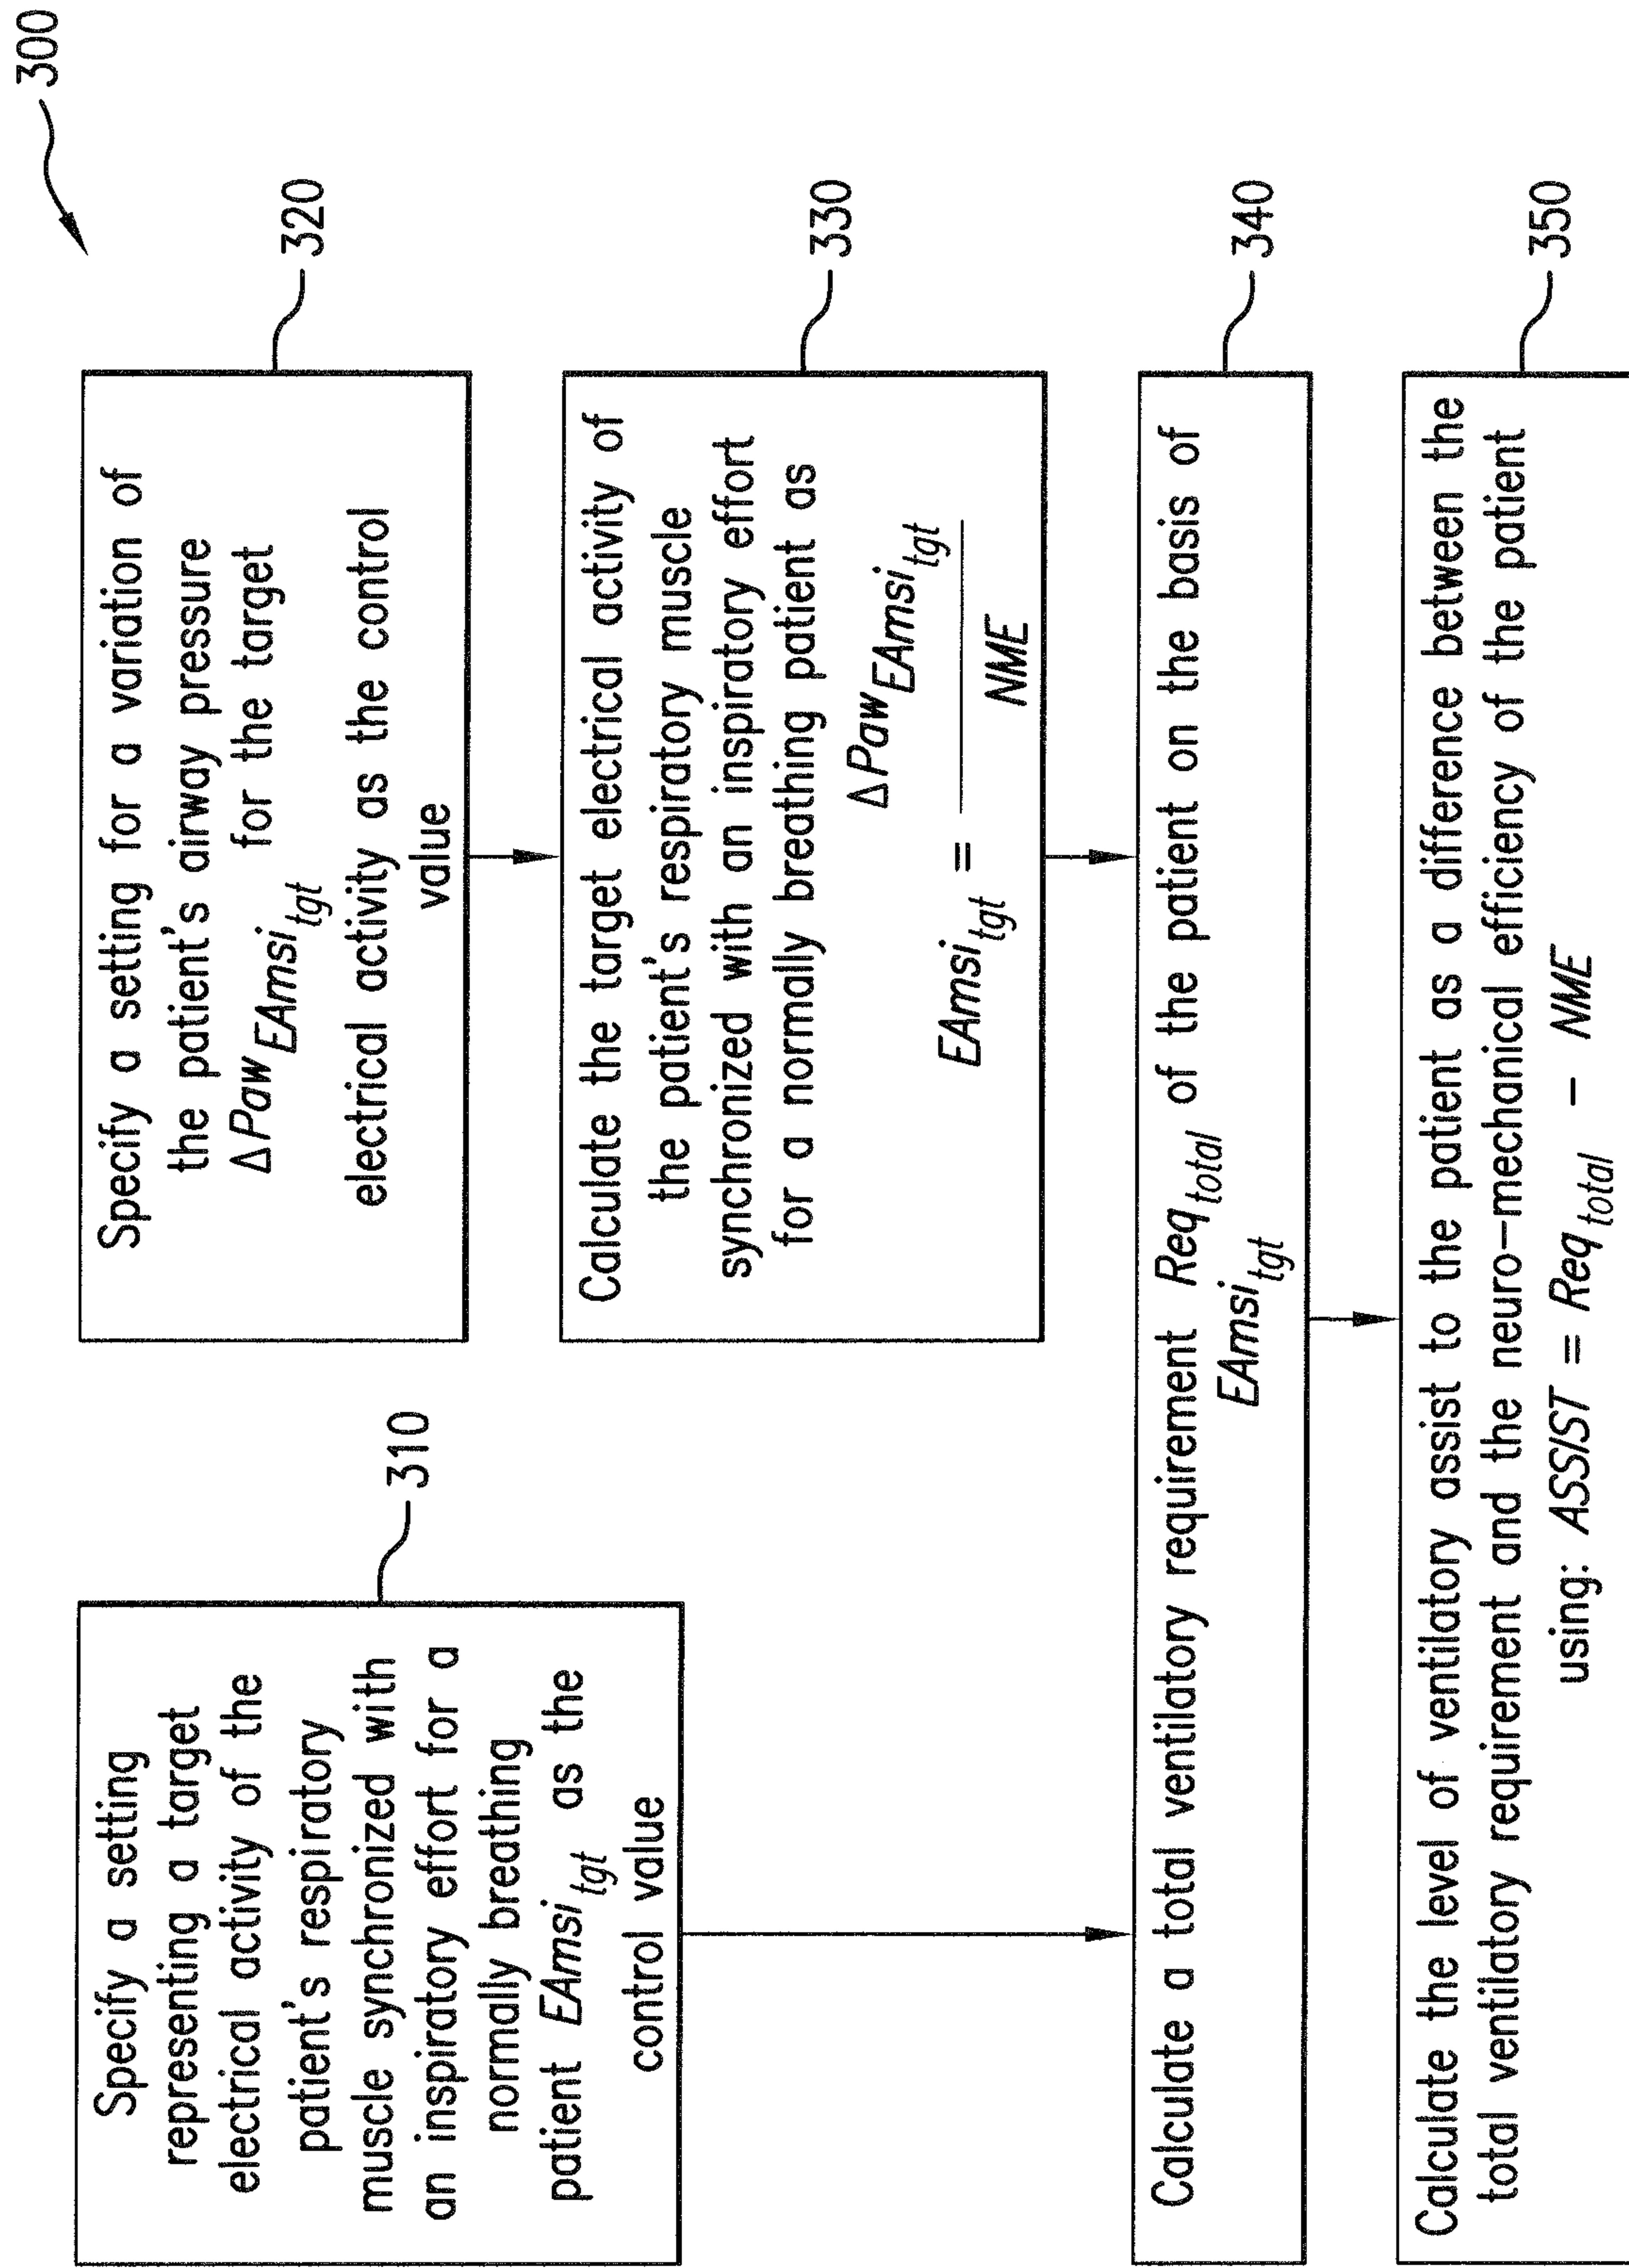 300
Specify a setting
representing a target
electrical activity of the
patient's respiratory
muscle synchronized with
an inspiratory effort for a
normally breathing
patient EAmsi_tgt as the
control value
310
Specify a setting for a variation of
the patient's airway pressure
ΔPaw_EAmsi_tgt for the target
electrical activity as the control
value
320
Calculate the target electrical activity of
the patient's respiratory muscle
synchronized with an inspiratory effort
for a normally breathing patient as
EAmsi_tgt = ΔPaw_EAmsi_tgt / NME
330
Calculate a total ventilatory requirement Req_total of the patient on the basis of
EAmsi_tgt
340
Calculate the level of ventilatory assist to the patient as a difference between the
total ventilatory requirement and the neuro-mechanical efficiency of the patient
using: ASSIST = Req_total - NME
350